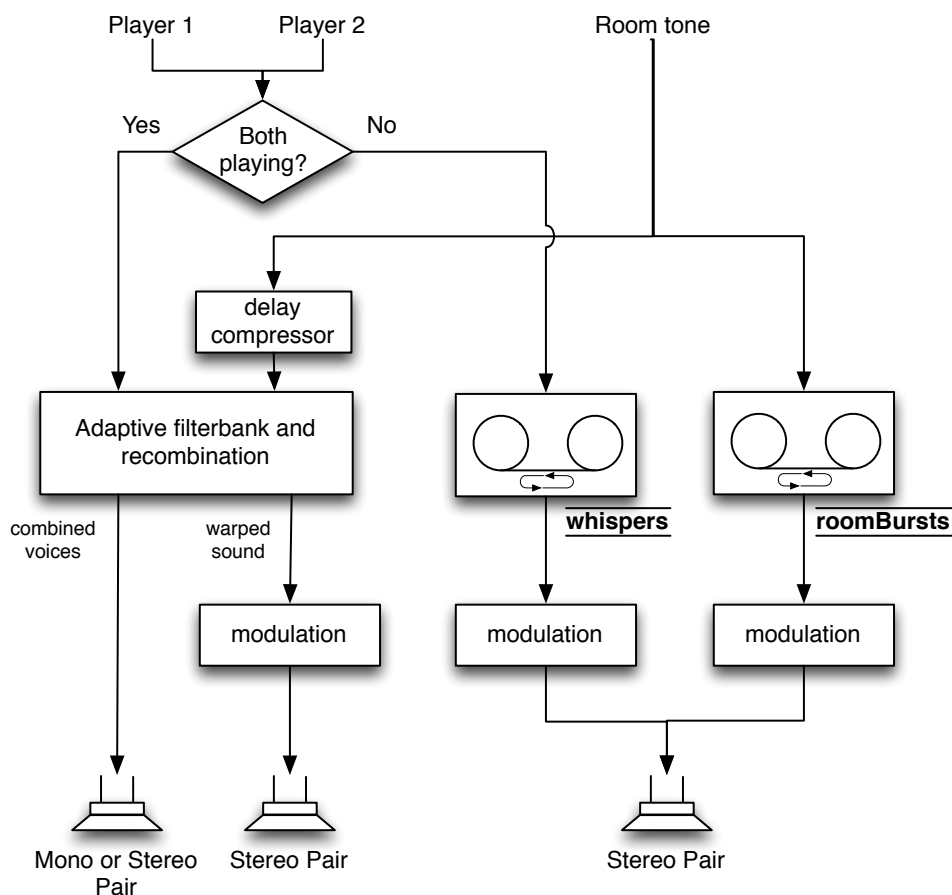 Player 1
Player 2
Room tone
Yes
No
Both
playing?
delay
compressor
Adaptive filterbank and
recombination
combined
voices
warped
sound
whispers
roomBursts
modulation
modulation
modulation
Mono or Stereo
Pair
Stereo Pair
Stereo Pair